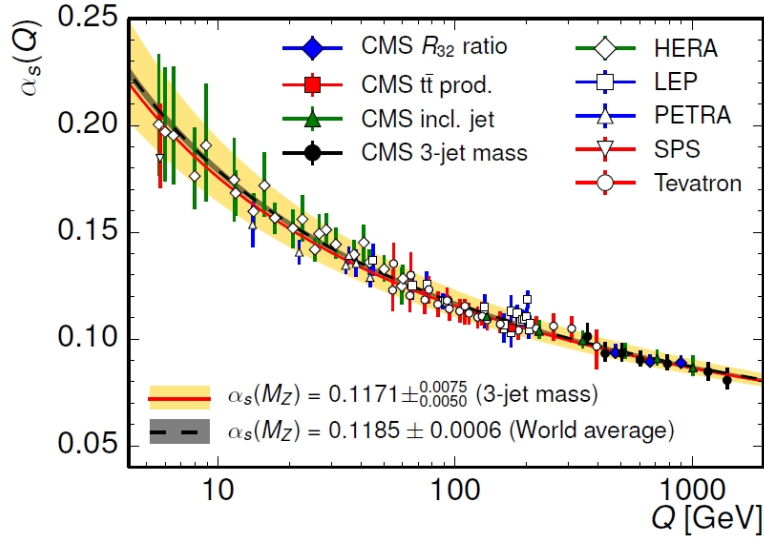 0.25
0.20
0.15
0.10
0.05
αs(Q)
CMS R32 ratio
CMS tt̄ prod.
CMS incl. jet
CMS 3-jet mass
HERA
LEP
PETRA
SPS
Tevatron
αs(MZ) = 0.1171 ±0.0075 0.0050 (3-jet mass)
αs(MZ) = 0.1185 ± 0.0006 (World average)
10 100 1000
Q [GeV]